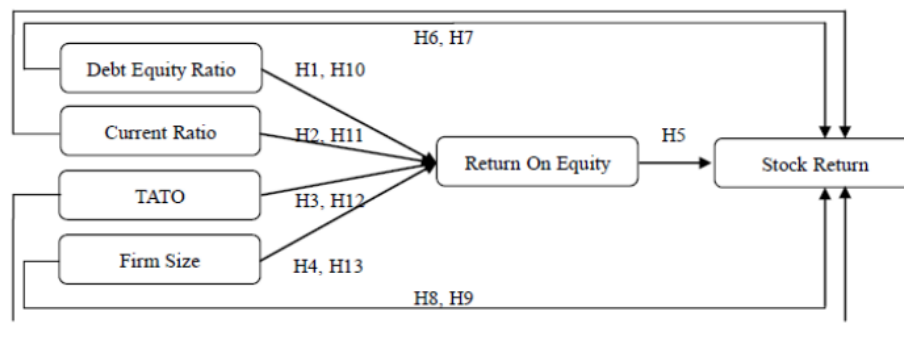 H6, H7
Debt Equity Ratio
H1, H10
Current Ratio
H2, H11
Return On Equity
H5
Stock Return
TATO
H3, H12
Firm Size
H4, H13
H8, H9